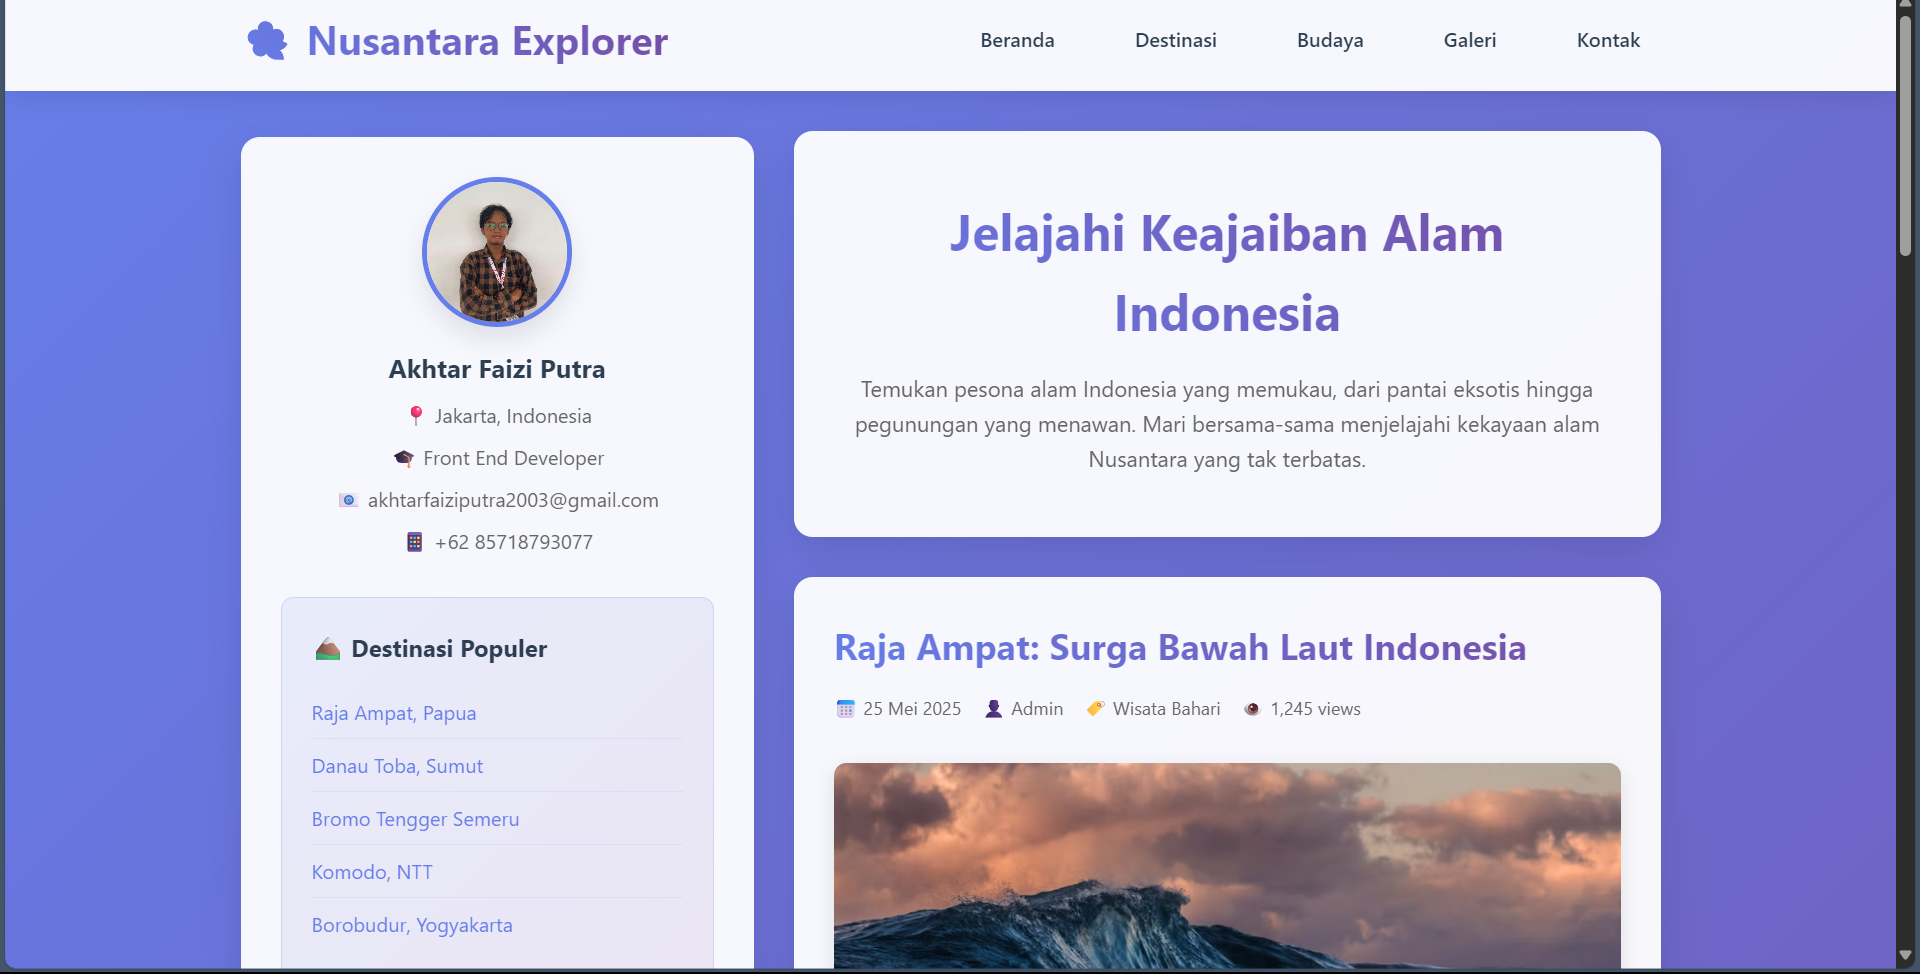 Nusantara Explorer
Beranda
Destinasi
Budaya
Galeri
Kontak
Akhtar Faizi Putra
Jakarta, Indonesia
Front End Developer
akhtarfaiziputra2003@gmail.com
+62 85718793077
Destinasi Populer
Raja Ampat, Papua
Danau Toba, Sumut
Bromo Tengger Semeru
Komodo, NTT
Borobudur, Yogyakarta
Jelajahi Keajaiban Alam
Indonesia
Temukan pesona alam Indonesia yang memukau, dari pantai eksotis hingga
pegunungan yang menawan. Mari bersama-sama menjelajahi kekayaan alam
Nusantara yang tak terbatas.
Raja Ampat: Surga Bawah Laut Indonesia
25 Mei 2025 Admin Wisata Bahari 1,245 views